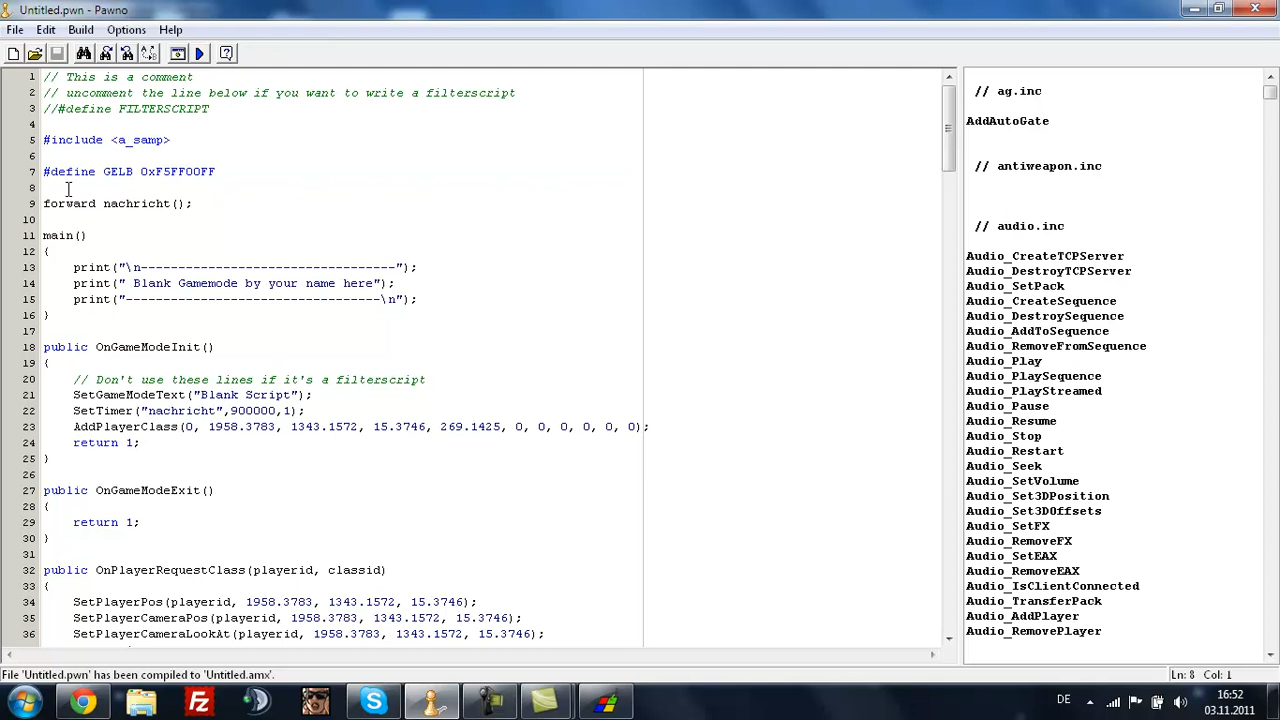 Untitled.pwn - Pawno
File Edit Build Options Help
1 // This is a comment
2 // uncomment the line below if you want to write a filterscript
3 //#define FILTERSCRIPT
4
5 #include <a_samp>
6
7 #define GELB 0xF5FF00FF
8
9 forward nachricht();
10
11 main()
12 {
13 print("\n----------------------------------");
14 print(" Blank Gamemode by your name here");
15 print("----------------------------------\n");
16 }
17
18 public OnGameModeInit()
19 {
20 // Don't use these lines if it's a filterscript
21 SetGameModeText("Blank Script");
22 SetTimer("nachricht",900000,1);
23 AddPlayerClass(0, 1958.3783, 1343.1572, 15.3746, 269.1425, 0, 0, 0, 0, 0, 0);
24 return 1;
25 }
26
27 public OnGameModeExit()
28 {
29 return 1;
30 }
31
32 public OnPlayerRequestClass(playerid, classid)
33 {
34 SetPlayerPos(playerid, 1958.3783, 1343.1572, 15.3746);
35 SetPlayerCameraPos(playerid, 1958.3783, 1343.1572, 15.3746);
36 SetPlayerCameraLookAt(playerid, 1958.3783, 1343.1572, 15.3746);
// ag.inc
AddAutoGate
// antiweapon.inc
// audio.inc
Audio_CreateTCPServer
Audio_DestroyTCPServer
Audio_SetPack
Audio_CreateSequence
Audio_DestroySequence
Audio_AddToSequence
Audio_RemoveFromSequence
Audio_Play
Audio_PlaySequence
Audio_PlayStreamed
Audio_Pause
Audio_Resume
Audio_Stop
Audio_Restart
Audio_Seek
Audio_SetVolume
Audio_Set3DPosition
Audio_Set3DOffsets
Audio_SetFX
Audio_RemoveFX
Audio_SetEAX
Audio_RemoveEAX
Audio_IsClientConnected
Audio_TransferPack
Audio_AddPlayer
Audio_RemovePlayer
File 'Untitled.pwn' has been compiled to 'Untitled.amx'.
Ln: 8 Col: 1
DE
16:52
03.11.2011